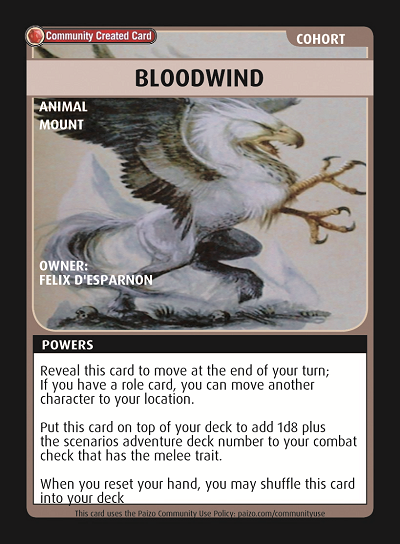 Community Created Card
COHORT
BLOODWIND
ANIMAL
MOUNT
OWNER:
FELIX D'ESPARNON
POWERS
Reveal this card to move at the end of your turn;
If you have a role card, you can move another
character to your location.
Put this card on top of your deck to add 1d8 plus
the scenarios adventure deck number to your combat
check that has the melee trait.
When you reset your hand, you may shuffle this card
into your deck
This card uses the Paizo Community Use Policy: paizo.com/communityuse